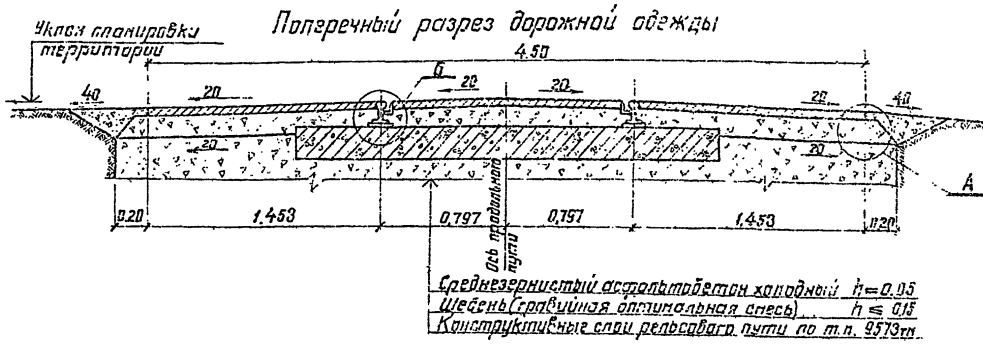 Поперечный разрез дорожной одежды
Уклон планировки
территории
4.50
Б
40
20
20
20
20
40
20
20
А
0.20
1.453
0,797
0,797
1.453
0.20
Ось продольного
пути
Среднезернистый асфальтобетон холодный h=0.05
Щебень (гравийная оптимальная смесь) h ≤ 0,15
Конструктивные слои рельсового пути по т.п. 9573тм